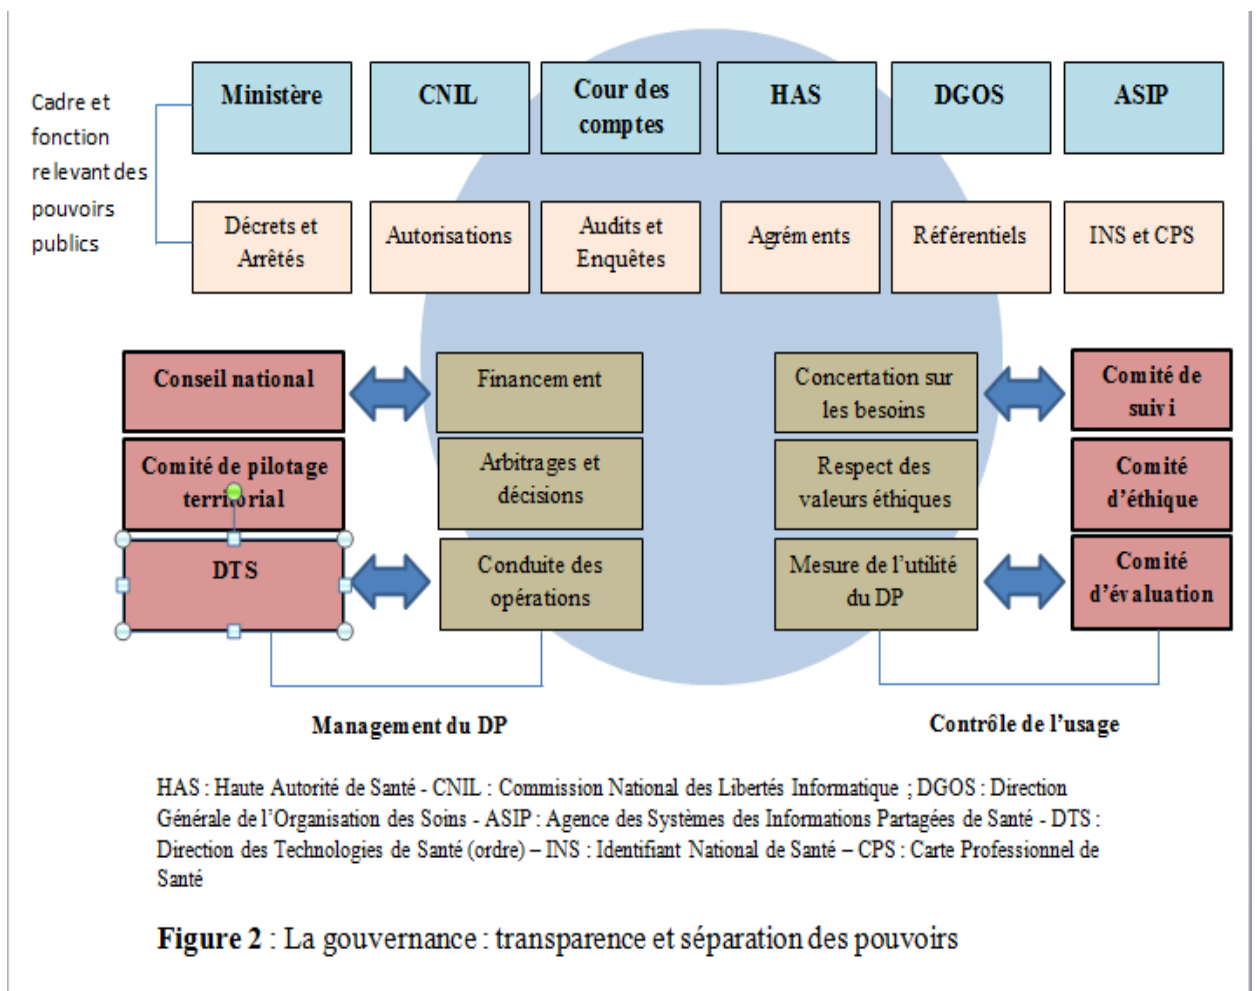 Cadre et
fonction
relevant des
pouvoirs
publics
Ministère
CNIL
Cour des
comptes
HAS
DGOS
ASIP
Décrets et
Arrêtés
Autorisations
Audits et
Enquêtes
Agréments
Référentiels
INS et CPS
Conseil national
Financement
Concertation sur
les besoins
Comité de
suivi
Comité de pilotage
territorial
Arbitrages et
décisions
Respect des
valeurs éthiques
Comité
d'éthique
DTS
Conduite des
opérations
Mesure de l'utilité
du DP
Comité
d'évaluation
Management du DP
Contrôle de l'usage
HAS : Haute Autorité de Santé - CNIL : Commission National des Libertés Informatique ; DGOS : Direction
Générale de l'Organisation des Soins - ASIP : Agence des Systèmes des Informations Partagées de Santé - DTS :
Direction des Technologies de Santé (ordre) – INS : Identifiant National de Santé – CPS : Carte Professionnel de
Santé
Figure 2 : La gouvernance : transparence et séparation des pouvoirs